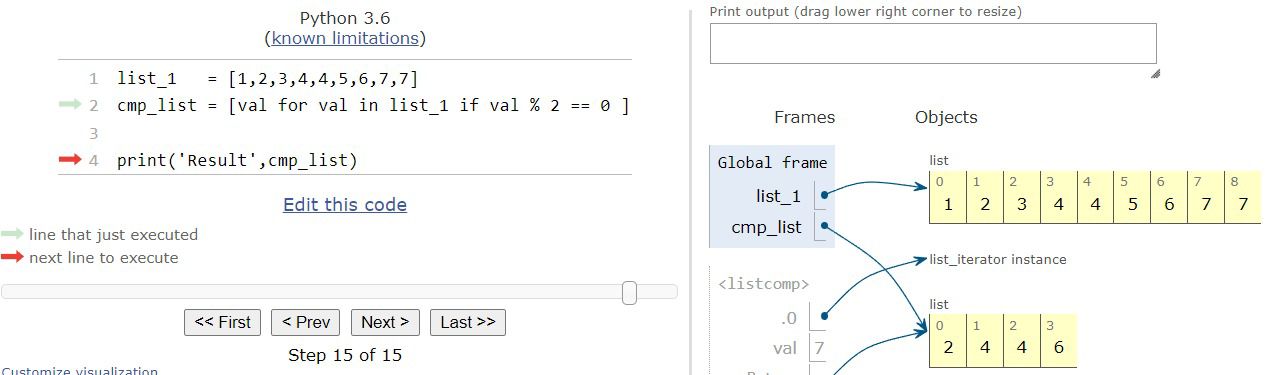 Python 3.6
(known limitations)
1 list_1 = [1,2,3,4,4,5,6,7,7]
2 cmp_list = [val for val in list_1 if val % 2 == 0 ]
3
4 print('Result',cmp_list)
Edit this code
line that just executed
next line to execute
<< First < Prev Next > Last >>
Step 15 of 15
Customize visualization
Print output (drag lower right corner to resize)
Frames Objects
Global frame
list_1
cmp_list
<listcomp>
.0
val 7
list
0 1 2 3 4 5 6 7 8
1 2 3 4 4 5 6 7 7
list_iterator instance
list
0 1 2 3
2 4 4 6